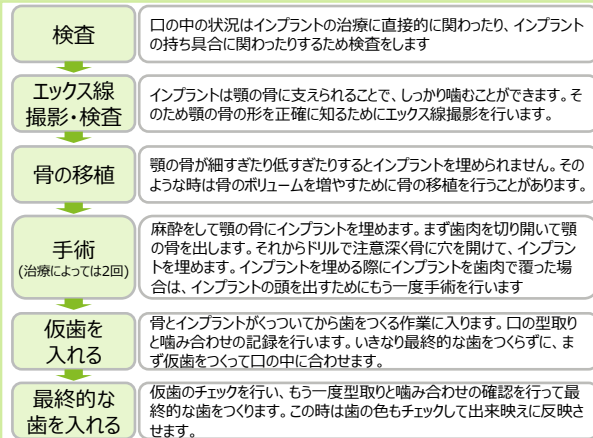 検査
口の中の状況はインプラントの治療に直接的に関わったり、インプラント
の持ち具合に関わったりするため検査をします
エックス線
撮影・検査
インプラントは顎の骨に支えられることで、しっかり噛むことができます。そ
のため顎の骨の形を正確に知るためにエックス線撮影を行います。
骨の移植
顎の骨が細すぎたり低すぎたりするとインプラントを埋められません。その
ような時は骨のボリュームを増やすために骨の移植を行うことがあります。
手術
(治療によっては2回)
麻酔をして顎の骨にインプラントを埋めます。まず歯肉を切り開いて顎
の骨を出します。それからドリルで注意深く骨に穴を開けて、インプラン
トを埋めます。インプラントを埋める際にインプラントを歯肉で覆った場
合は、インプラントの頭を出すためにもう一度手術を行います
仮歯を
入れる
骨とインプラントがくっついてから歯をつくる作業に入ります。口の型取り
と噛み合わせの記録を行います。いきなり最終的な歯をつくらずに、ま
ず仮歯をつくって口の中に合わせます。
最終的な
歯を入れる
仮歯のチェックを行い、もう一度型取りと噛み合わせの確認を行って最
終的な歯をつくります。この時は歯の色もチェックして出来映えに反映さ
せます。